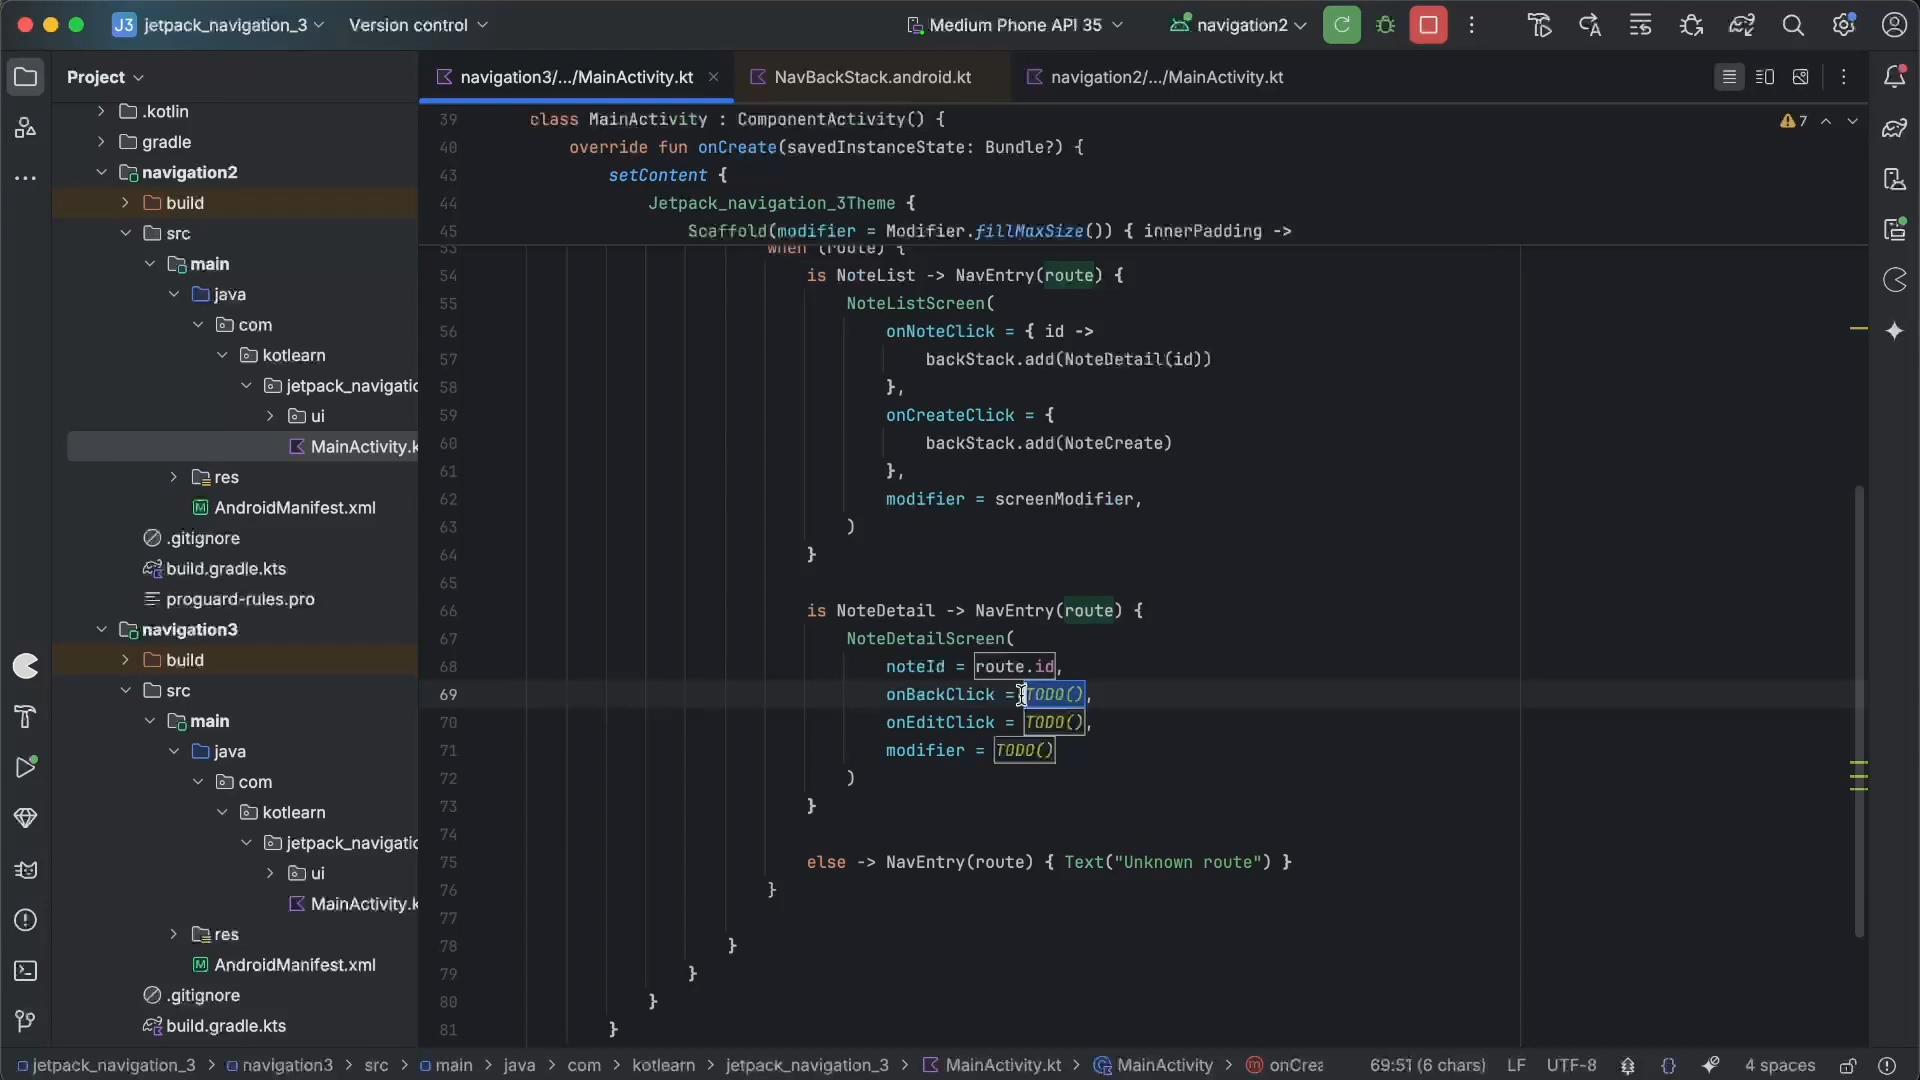 J3 jetpack_navigation_3 Version control Medium Phone API 35 navigation2
Project
navigation3/.../MainActivity.kt NavBackStack.android.kt navigation2/.../MainActivity.kt
.kotlin
gradle
navigation2
build
src
main
java
com
kotlearn
jetpack_navigatic
ui
MainActivity.k
res
AndroidManifest.xml
.gitignore
build.gradle.kts
proguard-rules.pro
navigation3
build
src
main
java
com
kotlearn
jetpack_navigatic
ui
MainActivity.k
res
AndroidManifest.xml
.gitignore
build.gradle.kts
39 class MainActivity : ComponentActivity() {
7
40 override fun onCreate(savedInstanceState: Bundle?) {
43 setContent {
44 Jetpack_navigation_3Theme {
45 Scaffold(modifier = Modifier.fillMaxSize()) { innerPadding ->
53 when (route) {
54 is NoteList -> NavEntry(route) {
55 NoteListScreen(
56 onNoteClick = { id ->
57 backStack.add(NoteDetail(id))
58 },
59 onCreateClick = {
60 backStack.add(NoteCreate)
61 },
62 modifier = screenModifier,
63 )
64 }
65
66 is NoteDetail -> NavEntry(route) {
67 NoteDetailScreen(
68 noteId = route.id,
69 onBackClick = TODO(),
70 onEditClick = TODO(),
71 modifier = TODO()
72 )
73 }
74
75 else -> NavEntry(route) { Text("Unknown route") }
76 }
77
78 }
79 }
80 }
81 }
jetpack_navigation_3 > navigation3 > src > main > java > com > kotlearn > jetpack_navigation_3 > MainActivity.kt > MainActivity > onCrea 69:51 (6 chars) LF UTF-8 {} 4 spaces